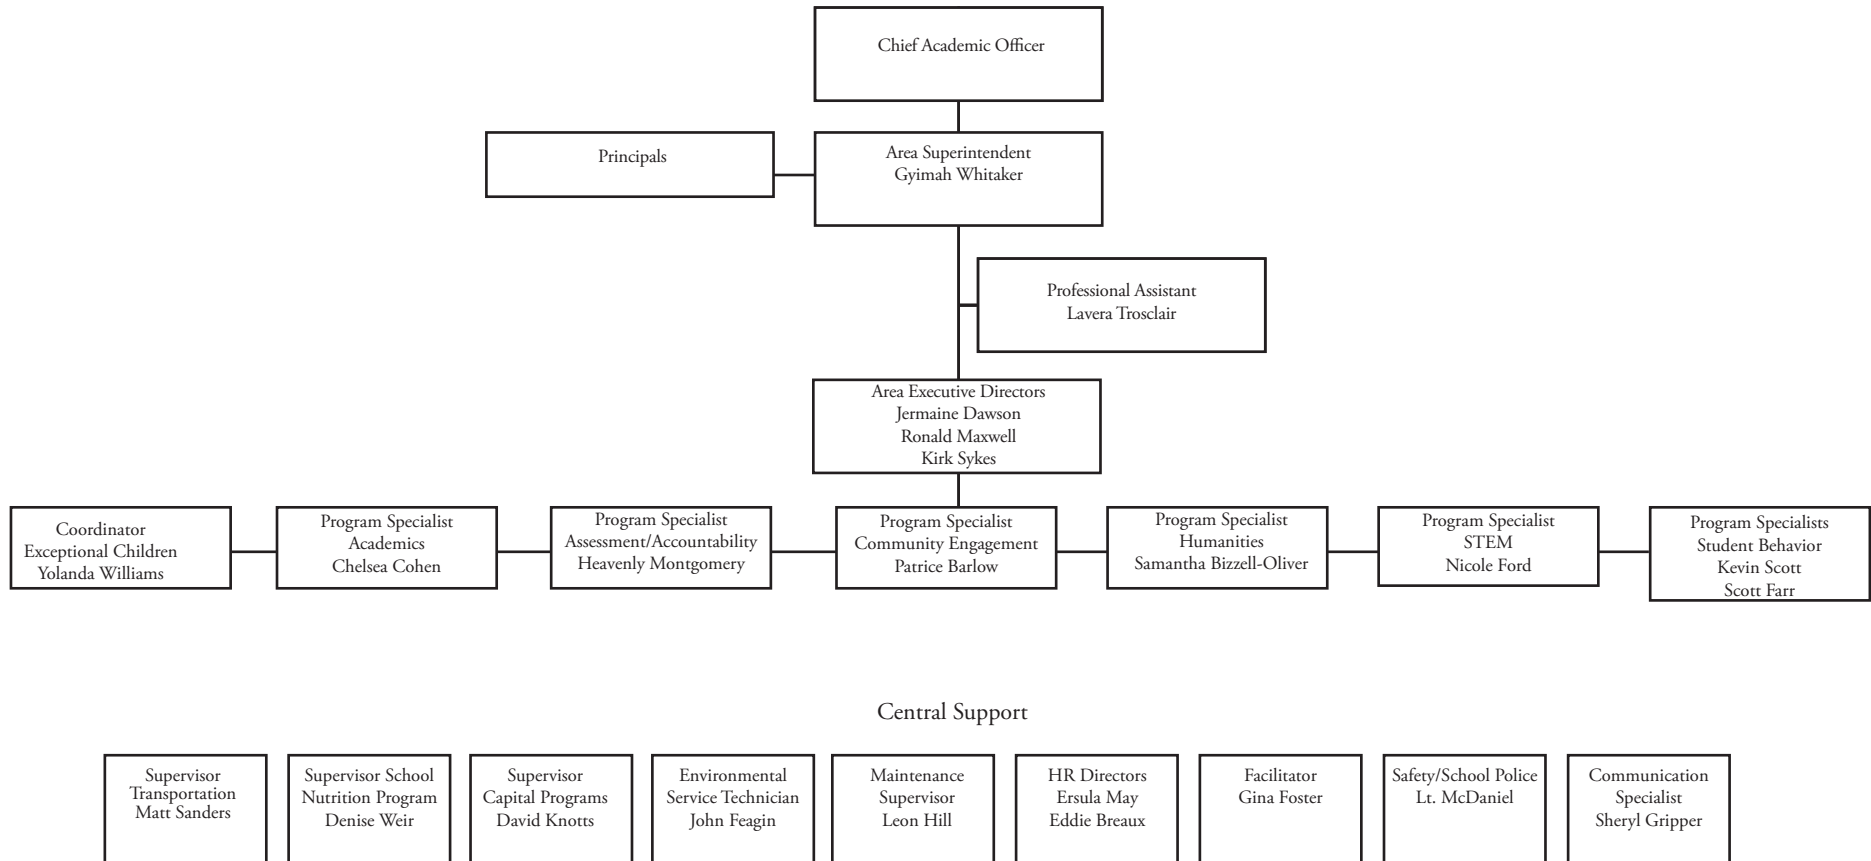 Chief Academic Officer
Principals
Area Superintendent
Gyimah Whitaker
Professional Assistant
Lavera Trosclair
Area Executive Directors
Jermaine Dawson
Ronald Maxwell
Kirk Sykes
Coordinator
Exceptional Children
Yolanda Williams
Program Specialist
Academics
Chelsea Cohen
Program Specialist
Assessment/Accountability
Heavenly Montgomery
Program Specialist
Community Engagement
Patrice Barlow
Program Specialist
Humanities
Samantha Bizzell-Oliver
Program Specialist
STEM
Nicole Ford
Program Specialists
Student Behavior
Kevin Scott
Scott Farr
Central Support
Supervisor
Transportation
Matt Sanders
Supervisor School
Nutrition Program
Denise Weir
Supervisor
Capital Programs
David Knotts
Environmental
Service Technician
John Feagin
Maintenance
Supervisor
Leon Hill
HR Directors
Ersula May
Eddie Breaux
Facilitator
Gina Foster
Safety/School Police
Lt. McDaniel
Communication
Specialist
Sheryl Gripper